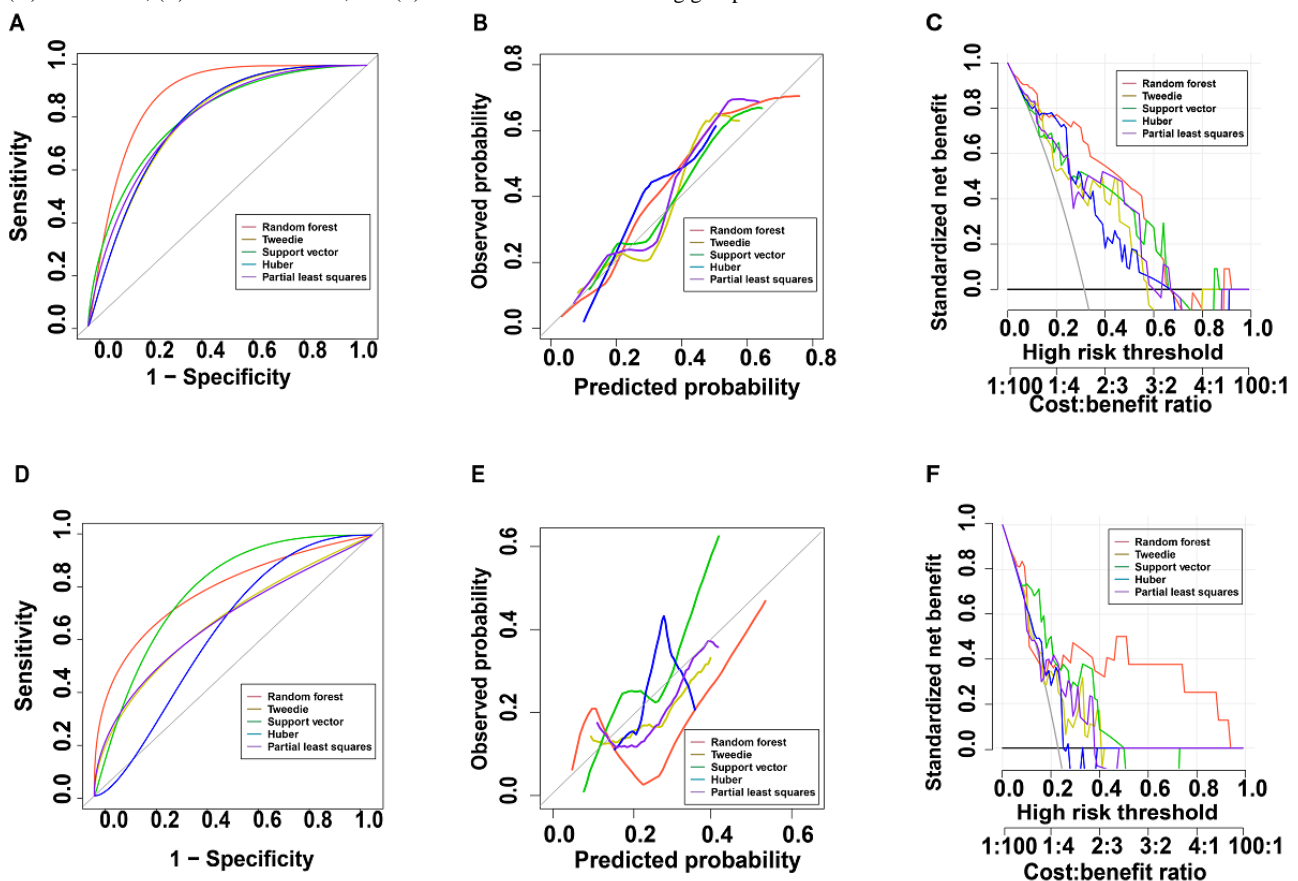 A
Sensitivity
0.0 0.2 0.4 0.6 0.8 1.0
Random forest
Tweedie
Support vector
Huber
Partial least squares
0.0 0.2 0.4 0.6 0.8 1.0
1 − Specificity
B
Observed probability
0.0 0.2 0.4 0.6 0.8
Random forest
Tweedie
Support vector
Huber
Partial least squares
0.0 0.2 0.4 0.6 0.8
Predicted probability
C
Standardized net benefit
0.0 0.2 0.4 0.6 0.8 1.0
Random forest
Tweedie
Support vector
Huber
Partial least squares
0.0 0.2 0.4 0.6 0.8 1.0
High risk threshold
1:100 1:4 2:3 3:2 4:1 100:1
Cost:benefit ratio
D
Sensitivity
0.0 0.2 0.4 0.6 0.8 1.0
Random forest
Tweedie
Support vector
Huber
Partial least squares
0.0 0.2 0.4 0.6 0.8 1.0
1 − Specificity
E
Observed probability
0.0 0.2 0.4 0.6
Random forest
Tweedie
Support vector
Huber
Partial least squares
0.0 0.2 0.4 0.6
Predicted probability
F
Standardized net benefit
0.0 0.2 0.4 0.6 0.8 1.0
Random forest
Tweedie
Support vector
Huber
Partial least squares
0.0 0.2 0.4 0.6 0.8 1.0
High risk threshold
1:100 1:4 2:3 3:2 4:1 100:1
Cost:benefit ratio